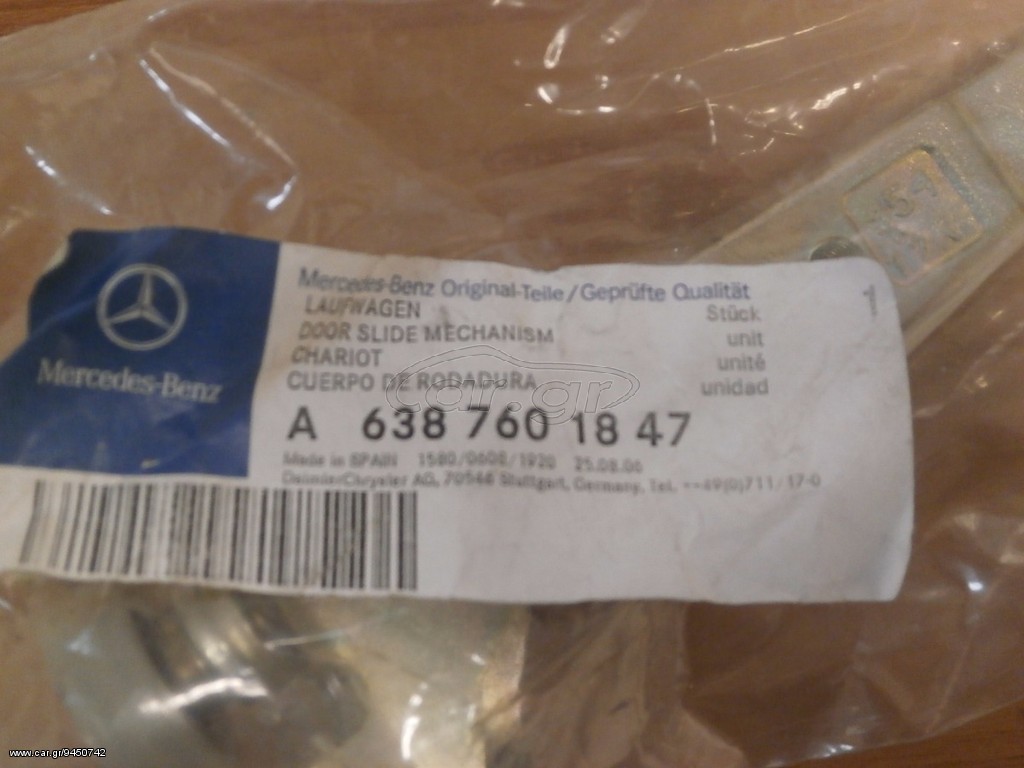 Mercedes-Benz
Mercedes-Benz Original-Teile/Geprüfte Qualität
LAUFWAGEN Stück 1
DOOR SLIDE MECHANISM unit
CHARIOT unité
CUERPO DE RODADURA unidad
car.gr
A 638 760 18 47
Made in SPAIN 1580/0608/1920 25.08.06
DaimlerChrysler AG, 70546 Stuttgart, Germany, Tel. ++49(0)711/17-0
www.car.gr/9450742